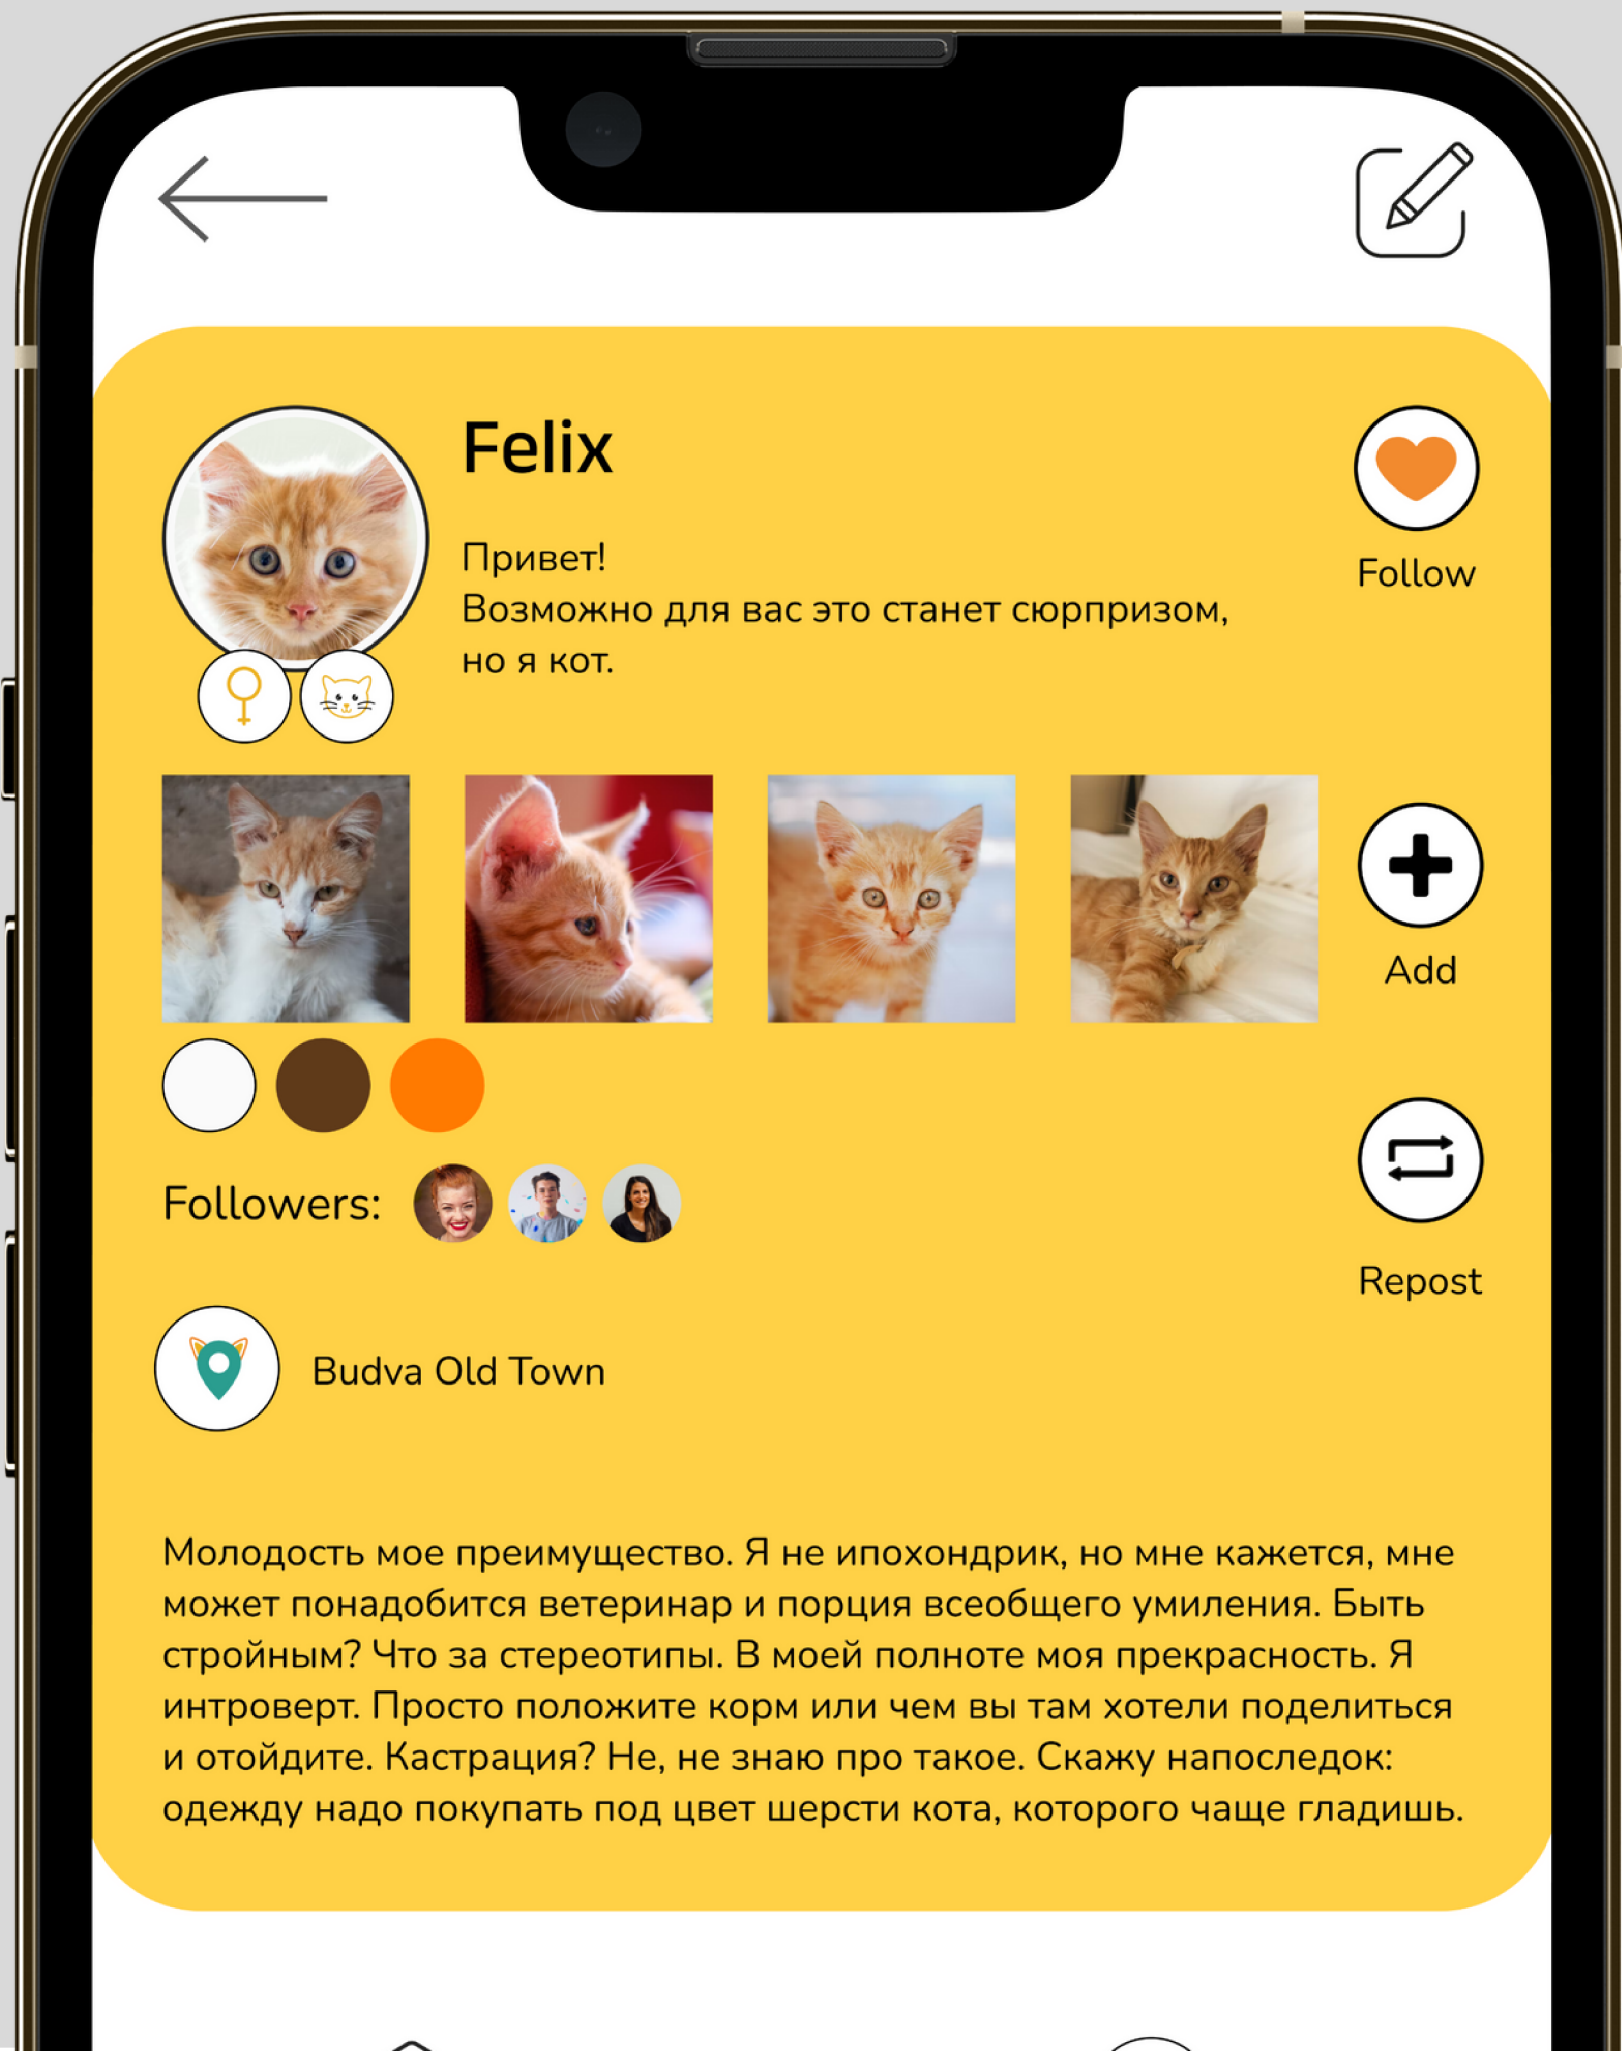 Felix
Привет!
Возможно для вас это станет сюрпризом,
но я кот.
Follow
Add
Followers:
Repost
Budva Old Town
Молодость мое преимущество. Я не ипохондрик, но мне кажется, мне
может понадобится ветеринар и порция всеобщего умиления. Быть
стройным? Что за стереотипы. В моей полноте моя прекрасность. Я
интроверт. Просто положите корм или чем вы там хотели поделиться
и отойдите. Кастрация? Не, не знаю про такое. Скажу напоследок:
одежду надо покупать под цвет шерсти кота, которого чаще гладишь.